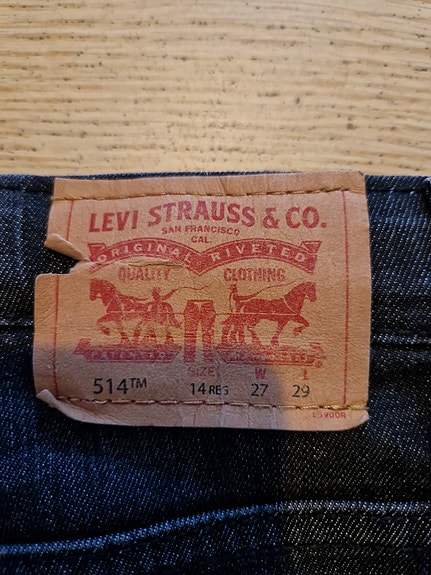 LEVI STRAUSS & CO.
SAN FRANCISCO
CAL.
ORIGINAL RIVETED
QUALITY CLOTHING
SIZE W L
514™ 14 REG 27 29